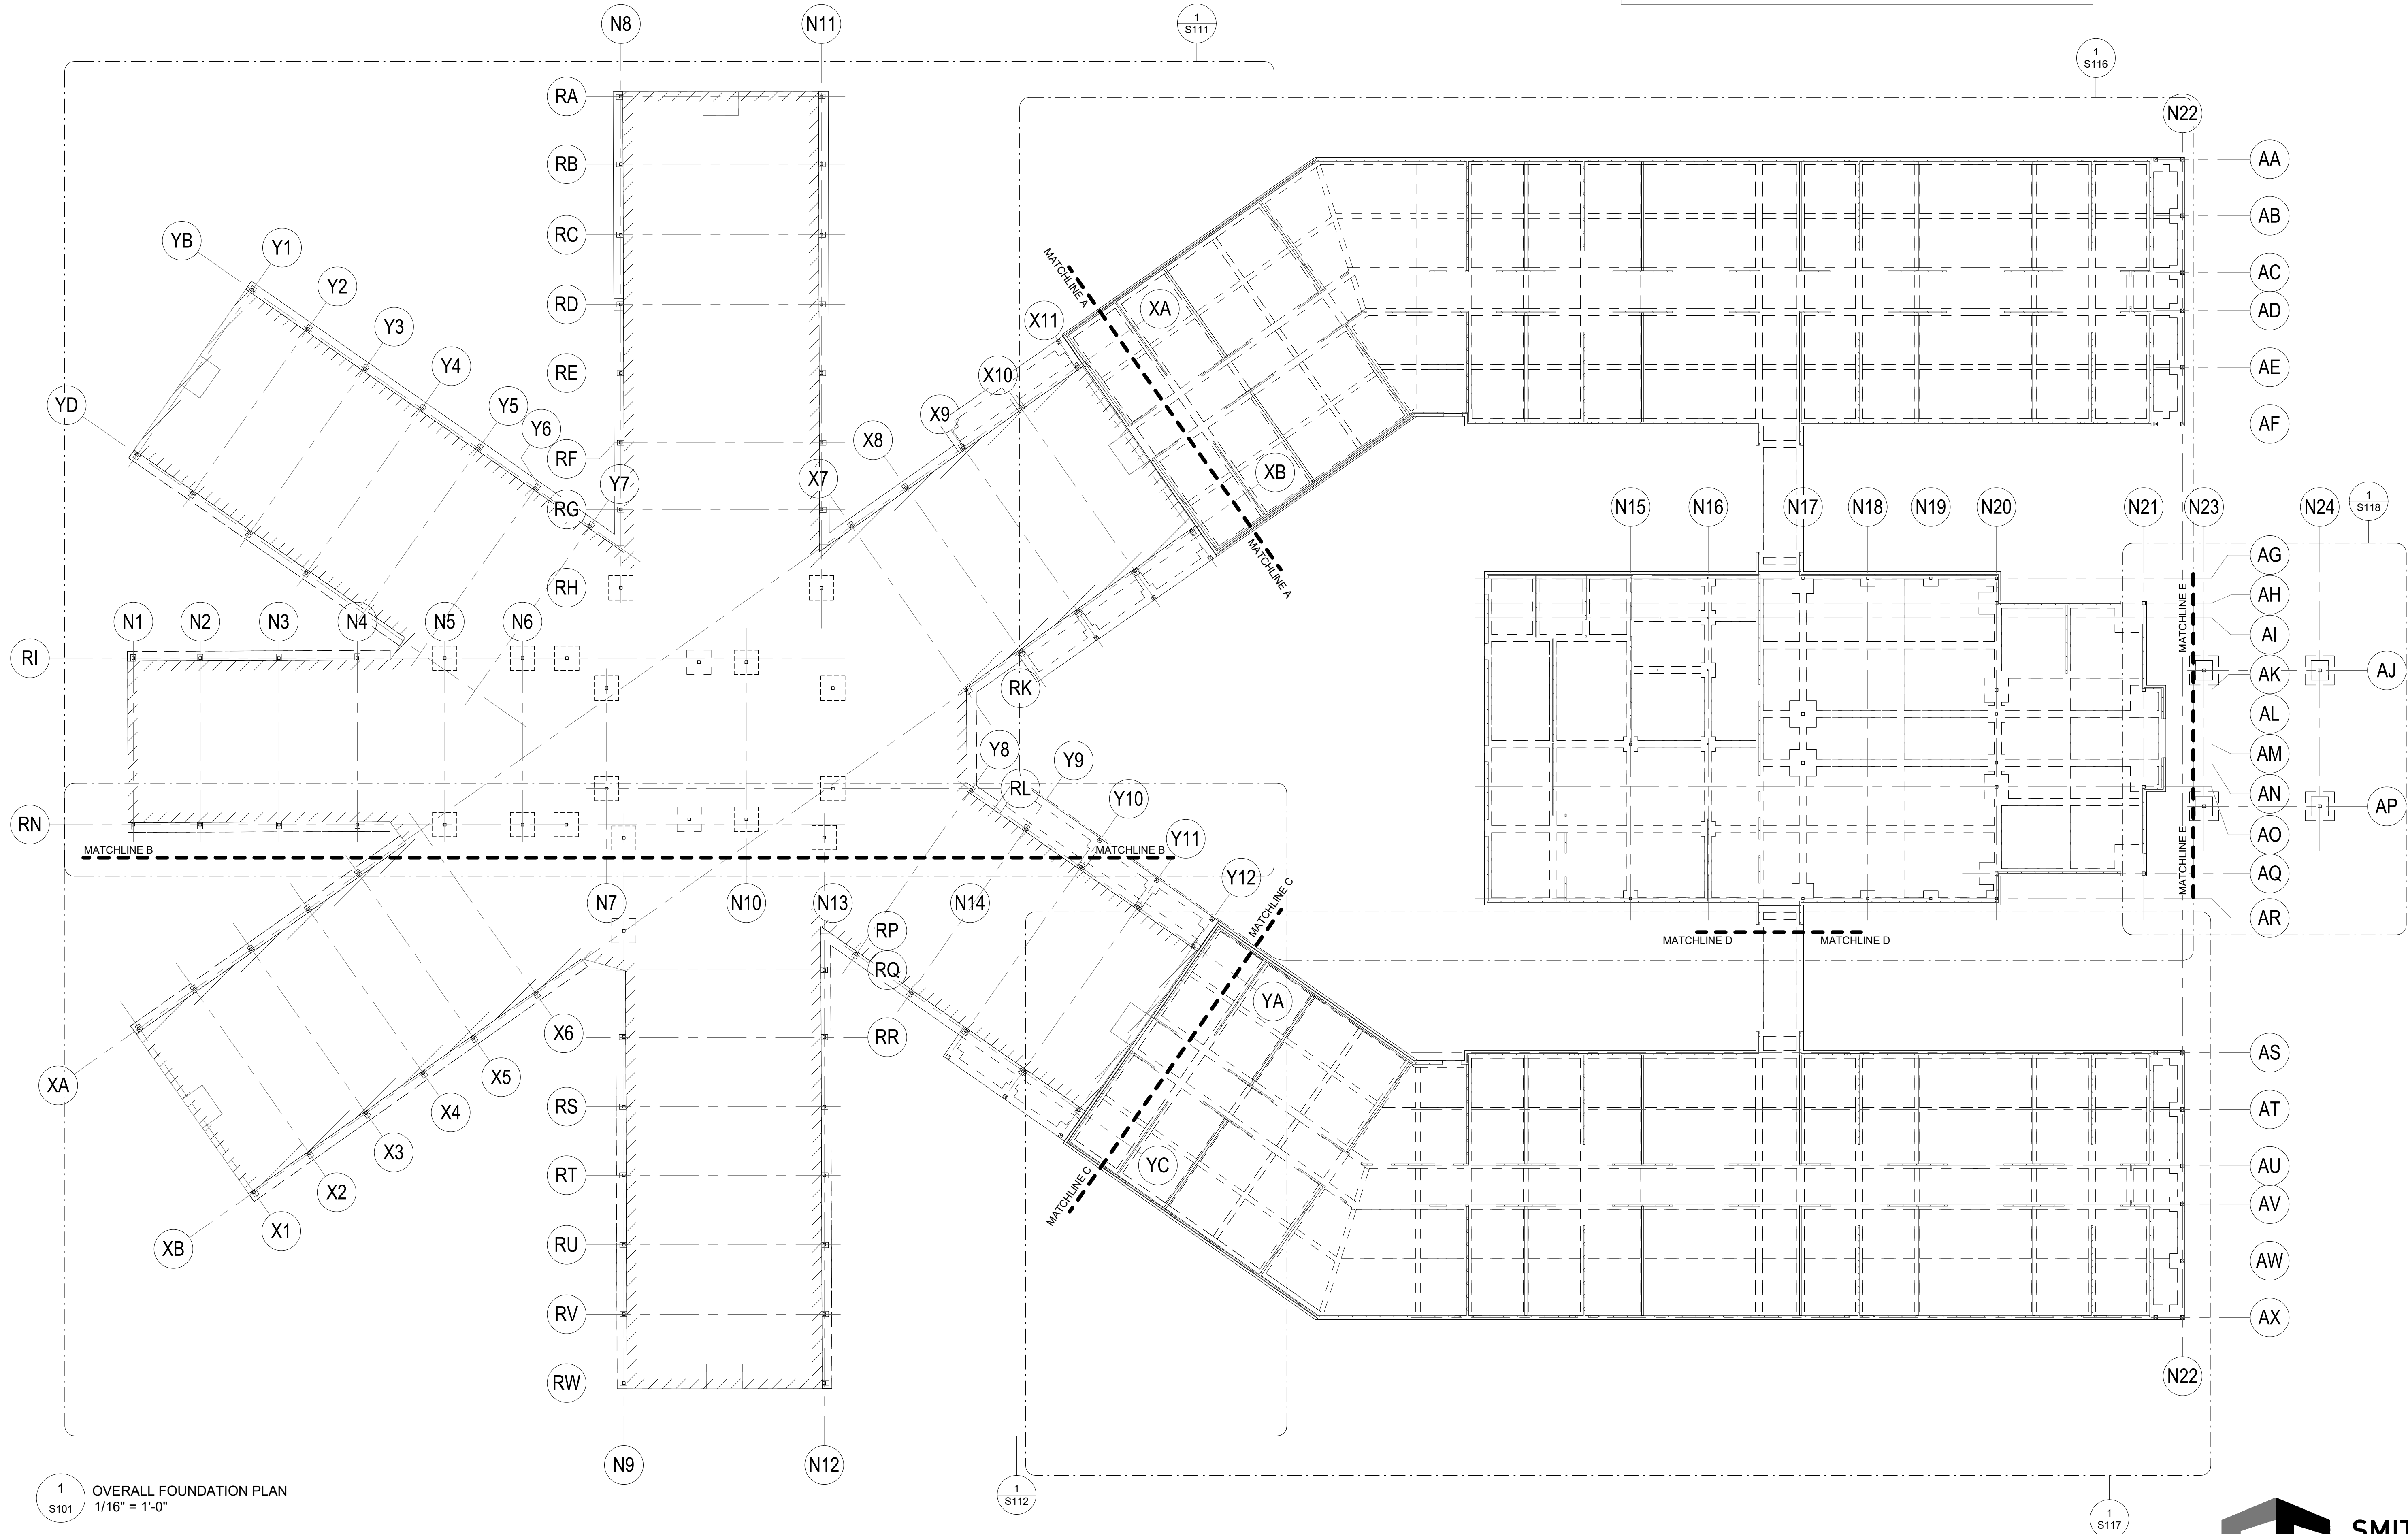 N8
N11
1
S111
1
S116
RA
N22
RB
AA
AB
YB
Y1
RC
AC
Y2
RD
MATCHLINE A
XA
AD
Y3
X11
Y4
RE
X10
AE
YD
Y5
Y6
X9
AF
RF
X8
XB
Y7
X7
RG
N15
N16
N17
N18
N19
N20
N21
N23
N24
1
S118
MATCHLINE A
AG
RH
AH
N1
N2
N3
N4
N5
N6
MATCHLINE E
AI
RI
AJ
AK
RK
AL
Y8
Y9
AM
RL
Y10
AN
AP
RN
Y11
AO
MATCHLINE B
MATCHLINE B
Y12
MATCHLINE E
AQ
N7
N10
N13
N14
MATCHLINE C
AR
RP
MATCHLINE D
MATCHLINE D
RQ
YA
X6
RR
AS
X5
XA
RS
X4
AT
X3
YC
RT
AU
X2
MATCHLINE C
AV
X1
RU
XB
AW
RV
AX
RW
N22
N9
N12
1
S101
OVERALL FOUNDATION PLAN
1/16" = 1'-0"
1
S112
1
S117